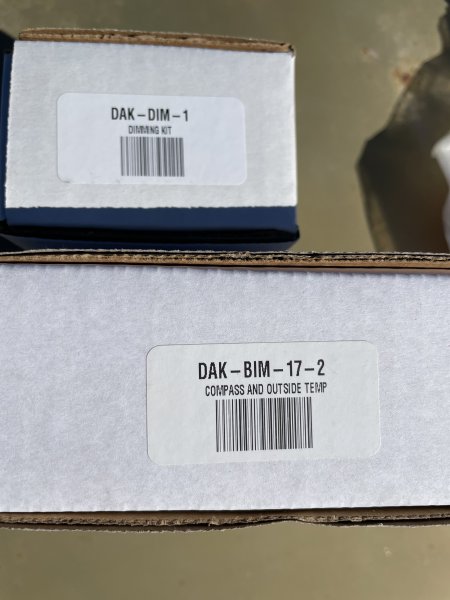 DAK-DIM-1
DIMMING KIT
DAK-BIM-17-2
COMPASS AND OUTSIDE TEMP